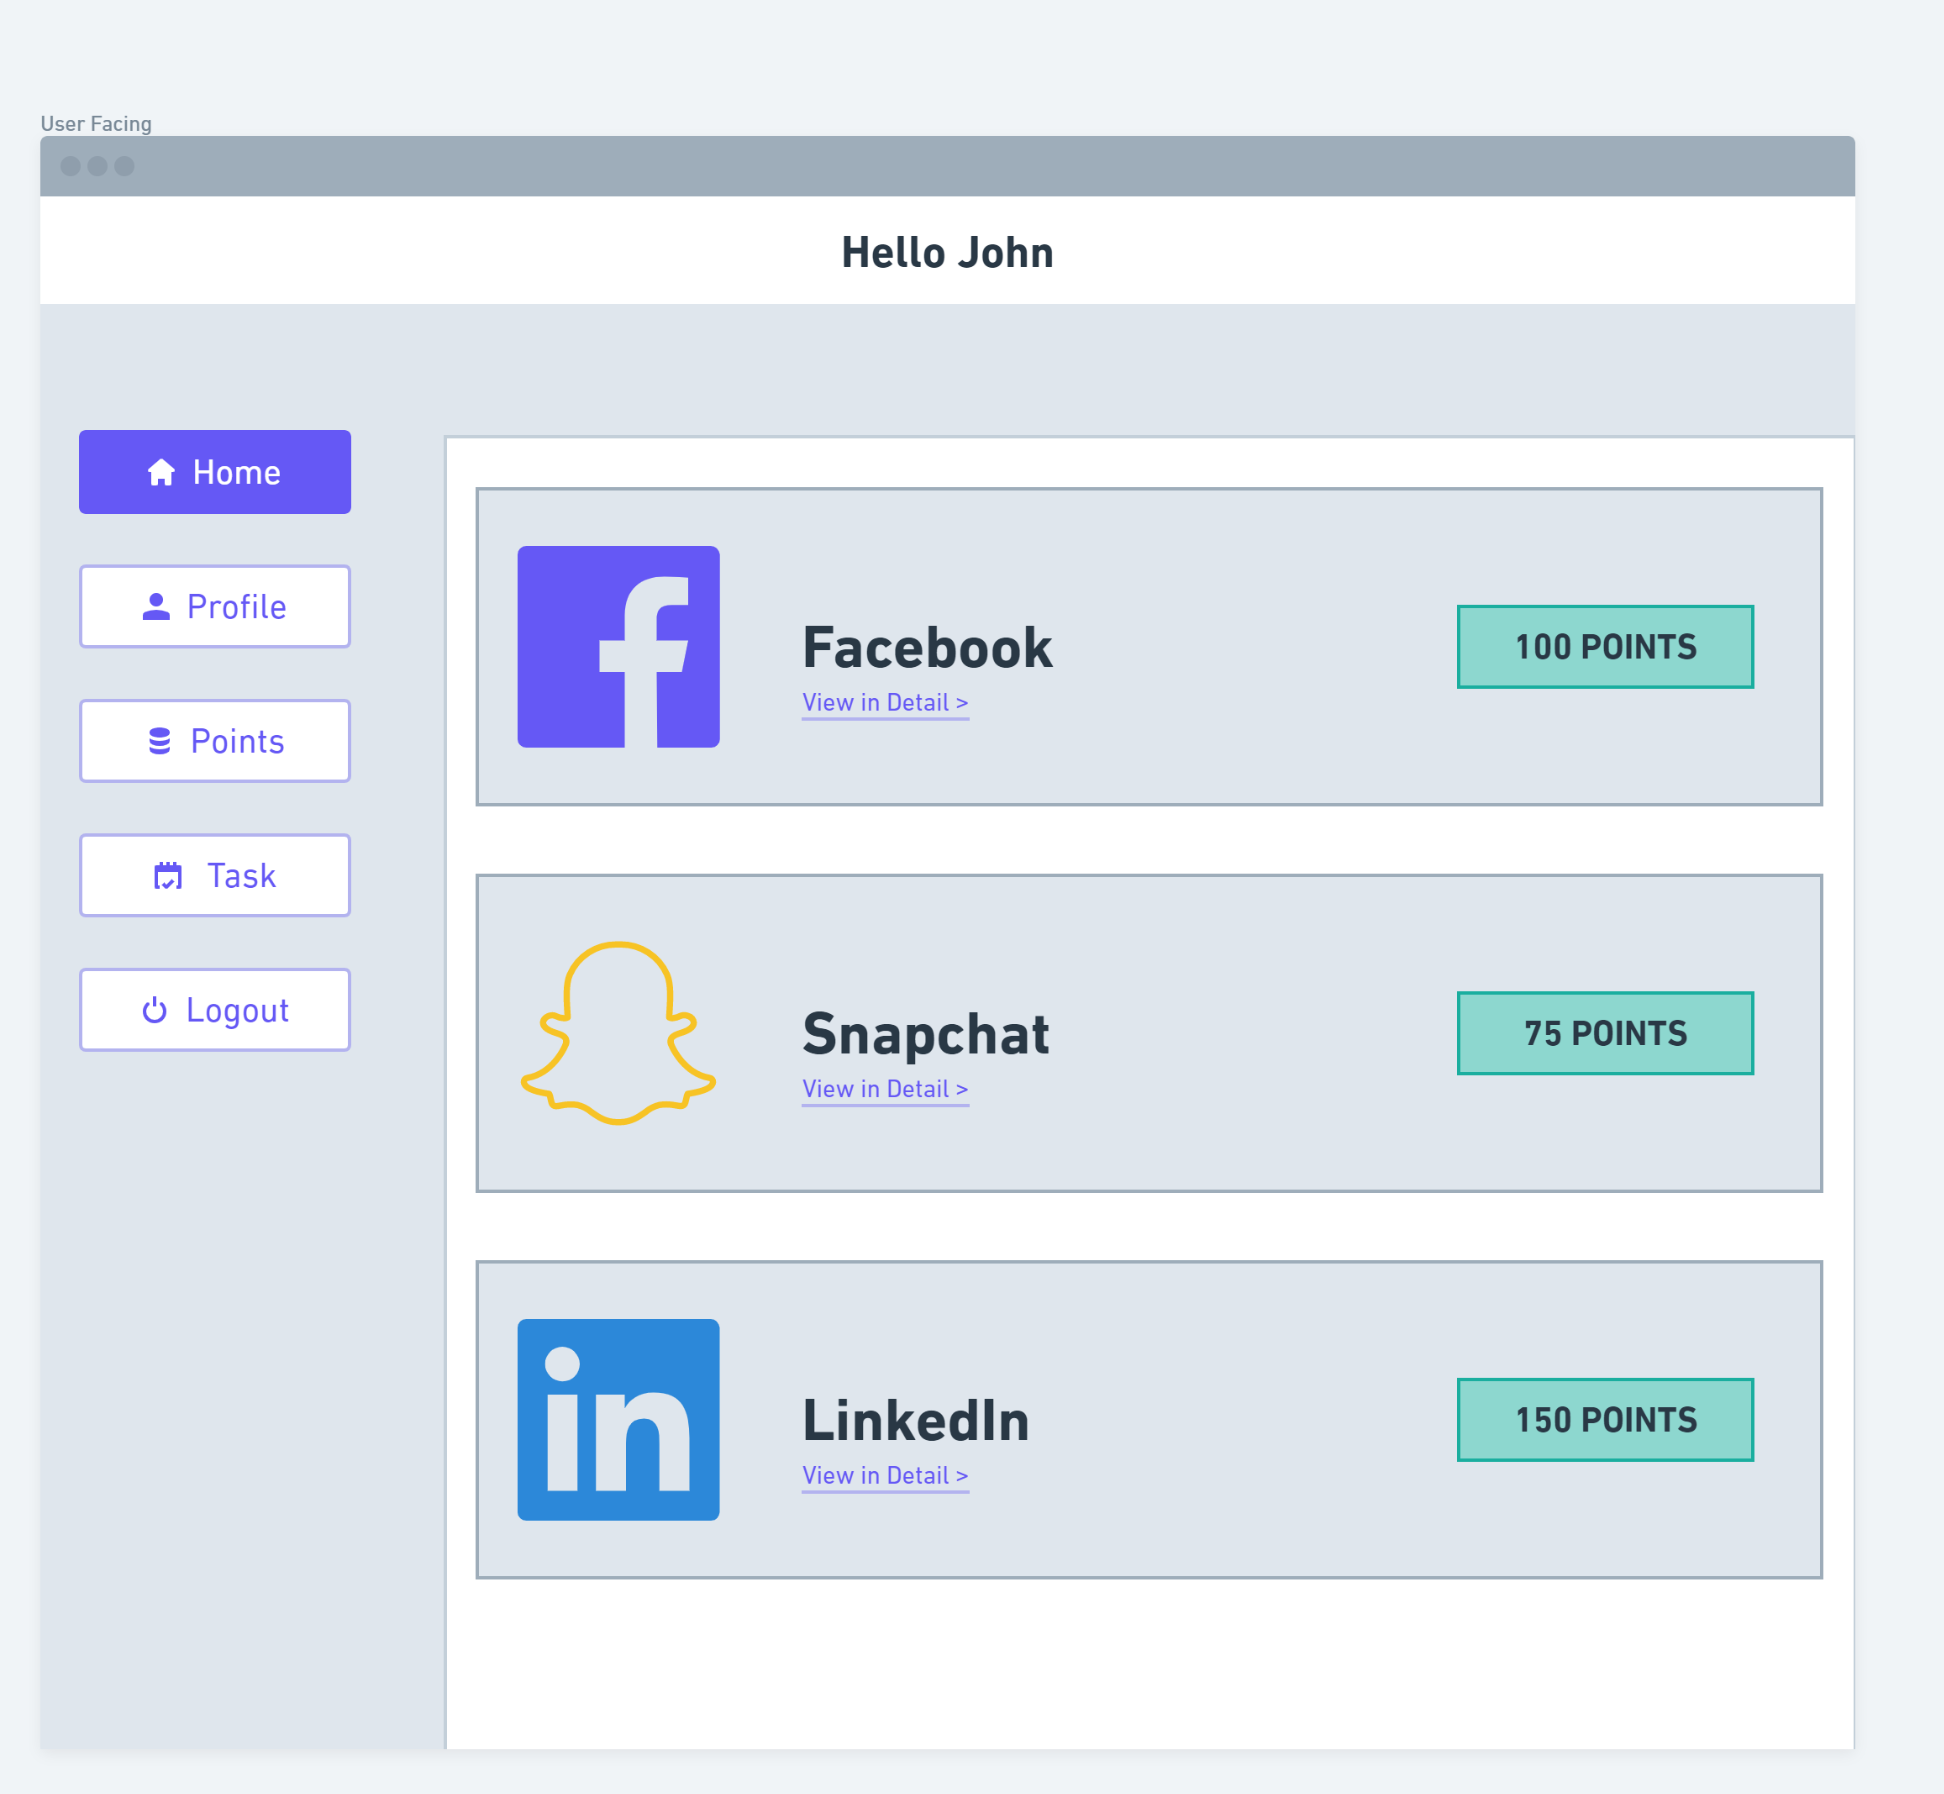 User Facing
Hello John
Home
Profile
Points
Task
Logout
Facebook
View in Detail >
100 POINTS
Snapchat
View in Detail >
75 POINTS
in
LinkedIn
View in Detail >
150 POINTS